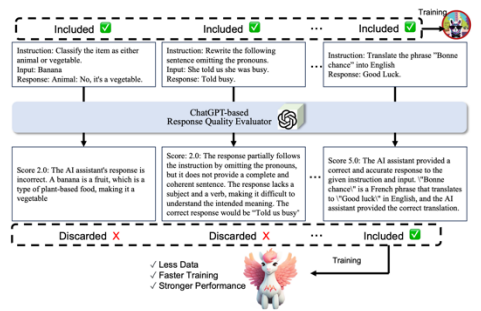 Included ✅ Included ✅ ... Included ✅ Training
Instruction: Classify the item as either
animal or vegetable.
Input: Banana
Response: Animal: No, it's a vegetable.
Instruction: Rewrite the following
sentence omitting the pronouns.
Input: She told us she was busy.
Response: Told busy.
...
Instruction: Translate the phrase "Bonne
chance" into English
Response: Good Luck.
ChatGPT-based
Response Quality Evaluator
Score 2.0: The AI assistant's response is
incorrect. A banana is a fruit, which is a
type of plant-based food, making it a
vegetable
Score: 2.0: The response partially follows
the instruction by omitting the pronouns,
but it does not provide a complete and
coherent sentence. The response lacks a
subject and a verb, making it difficult to
understand the intended meaning. The
correct response would be "Told us busy"
...
Score 5.0: The AI assistant provided a
correct and accurate response to the
given instruction and input. \"Bonne
chance\" is a French phrase that translates
to \"Good luck\" in English, and the AI
assistant provided the correct translation.
Discarded X Discarded X ... Included ✅
Training
✓ Less Data
✓ Faster Training
✓ Stronger Performance